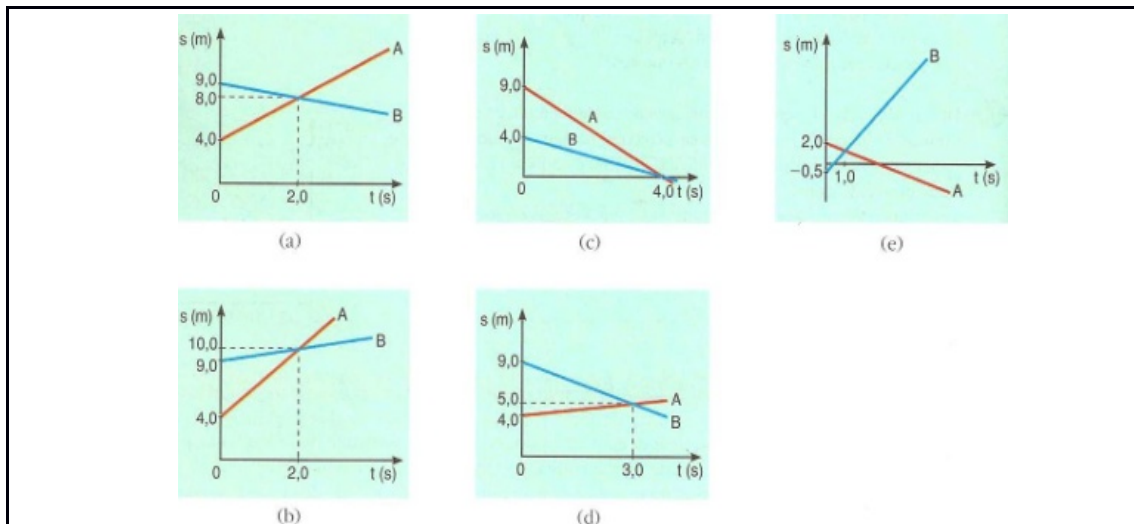 s (m)
A
9,0
8,0
B
4,0
0
2,0
t (s)
(a)
s (m)
9,0
A
4,0
B
0
4,0 t (s)
(c)
s (m)
B
2,0
−0,5
1,0
t (s)
A
(e)
s (m)
A
B
10,0
9,0
4,0
0
2,0
t (s)
(b)
s (m)
9,0
5,0
A
4,0
B
0
3,0
t (s)
(d)